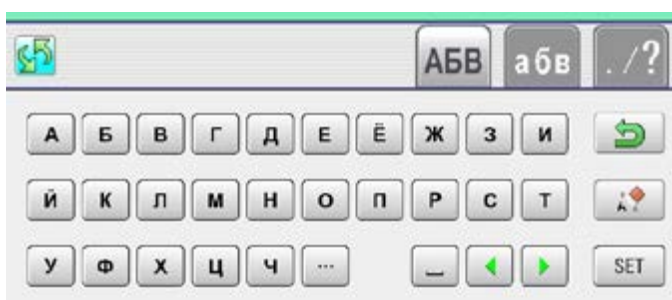 АБВ абв ./?
А Б В Г Д Е Ё Ж З И
Й К Л М Н О П Р С Т
У Ф Х Ц Ч ... SET